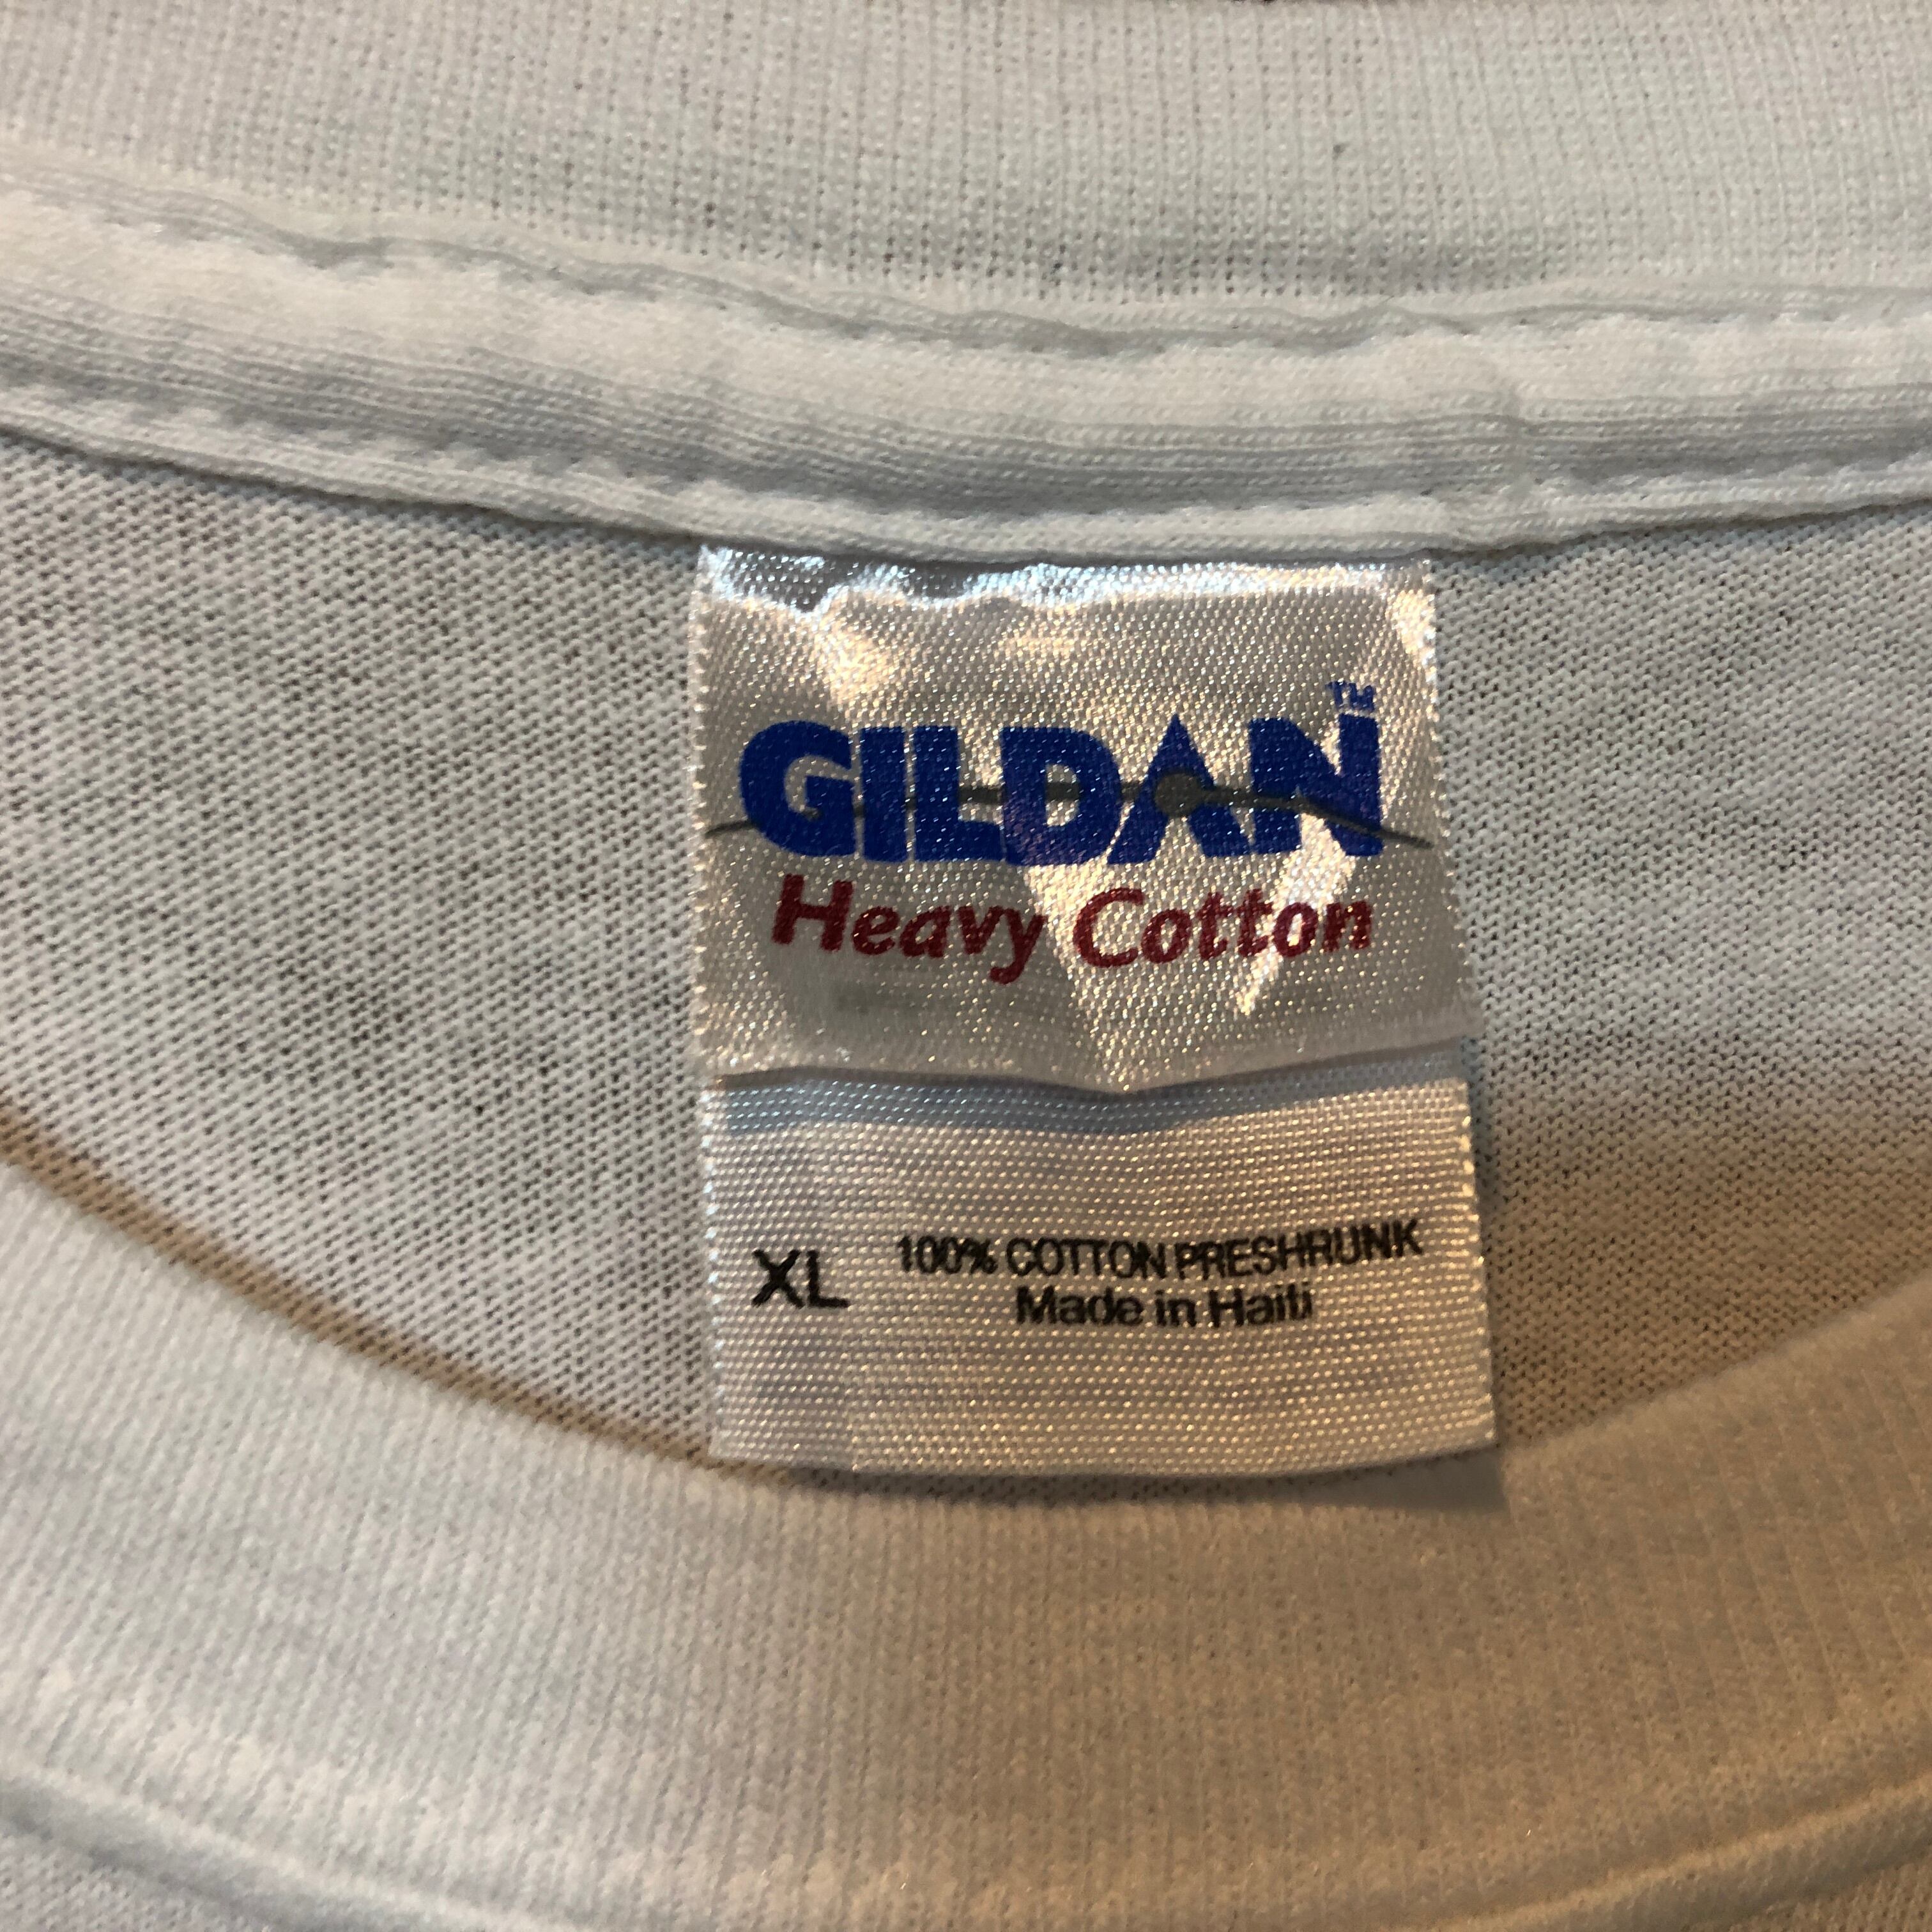 GILDAN™
Heavy Cotton
XL 100% COTTON PRESHRUNK
Made in Haiti